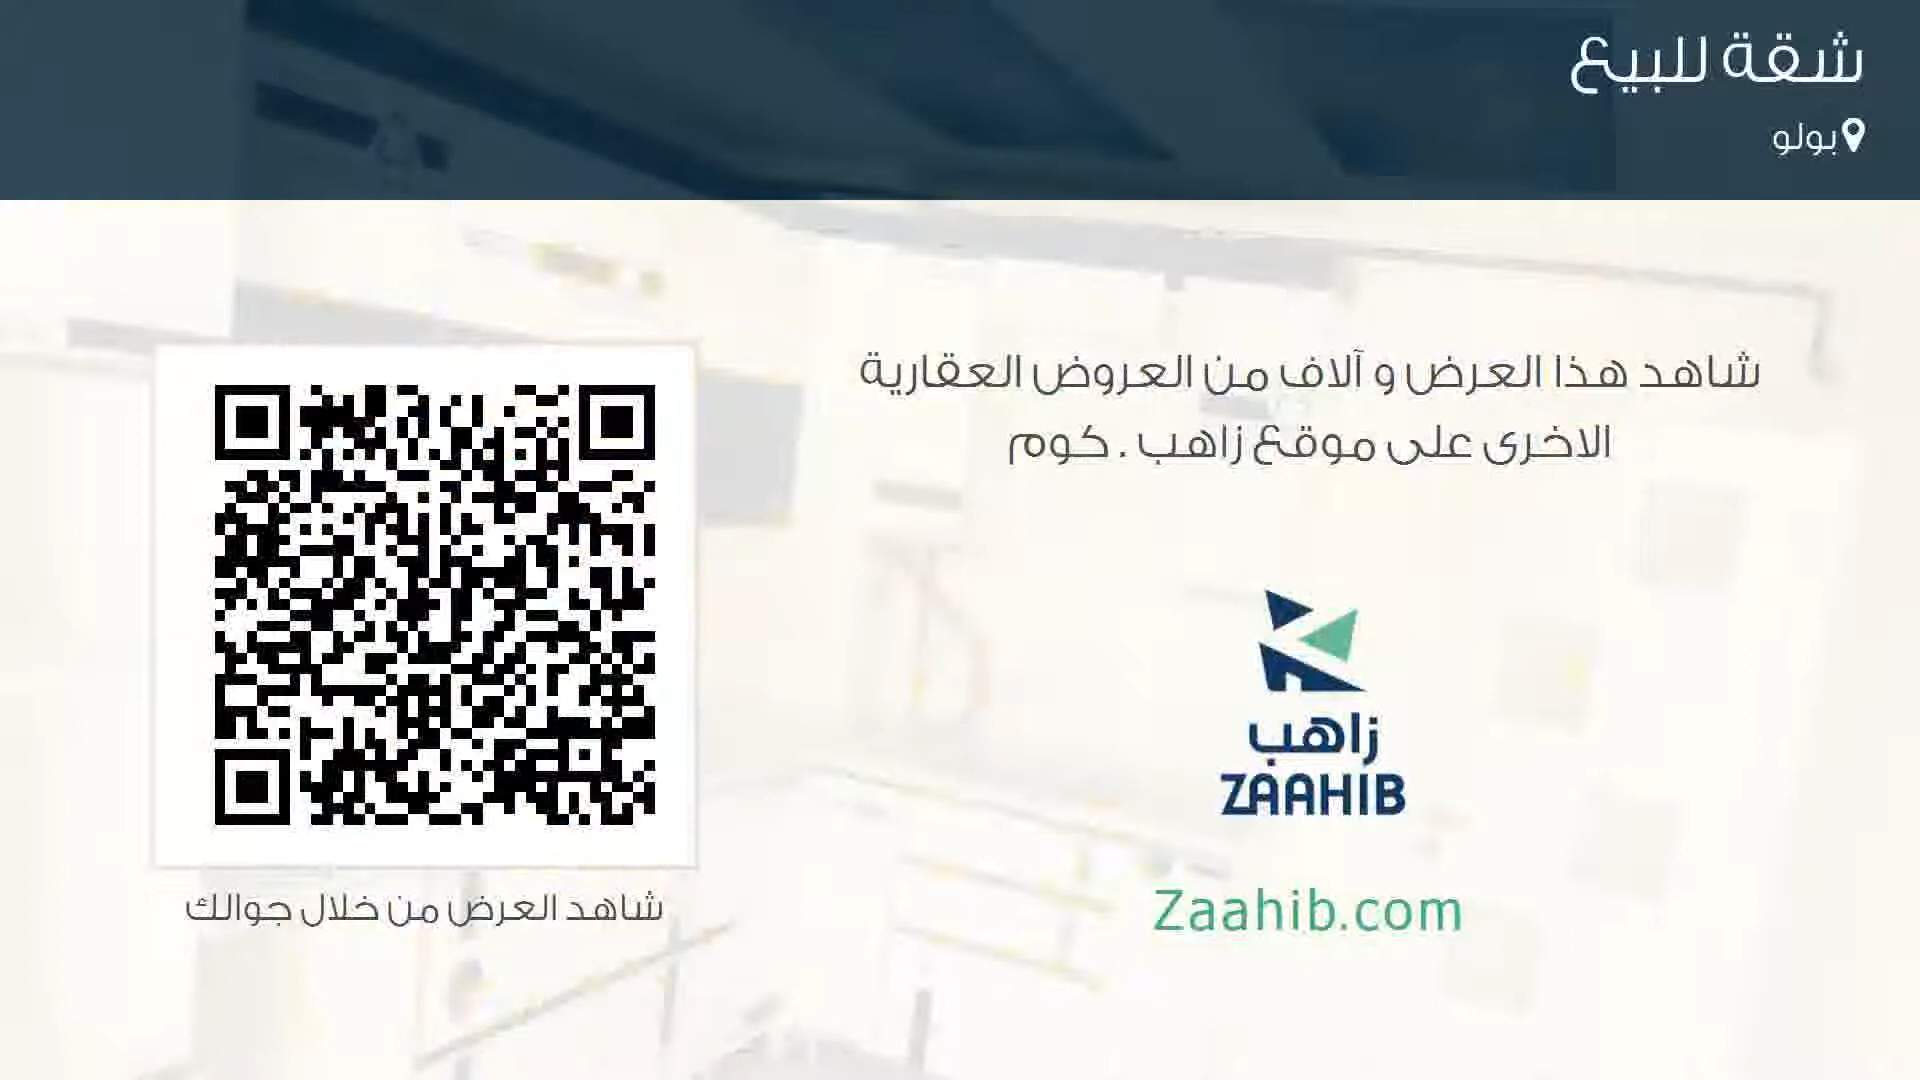 شقة للبيع
بولو
شاهد هذا العرض و آلاف من العروض العقارية
الاخرى على موقع زاهب . كوم
زاهب
ZAAHIB
Zaahib.com
شاهد العرض من خلال جوالك